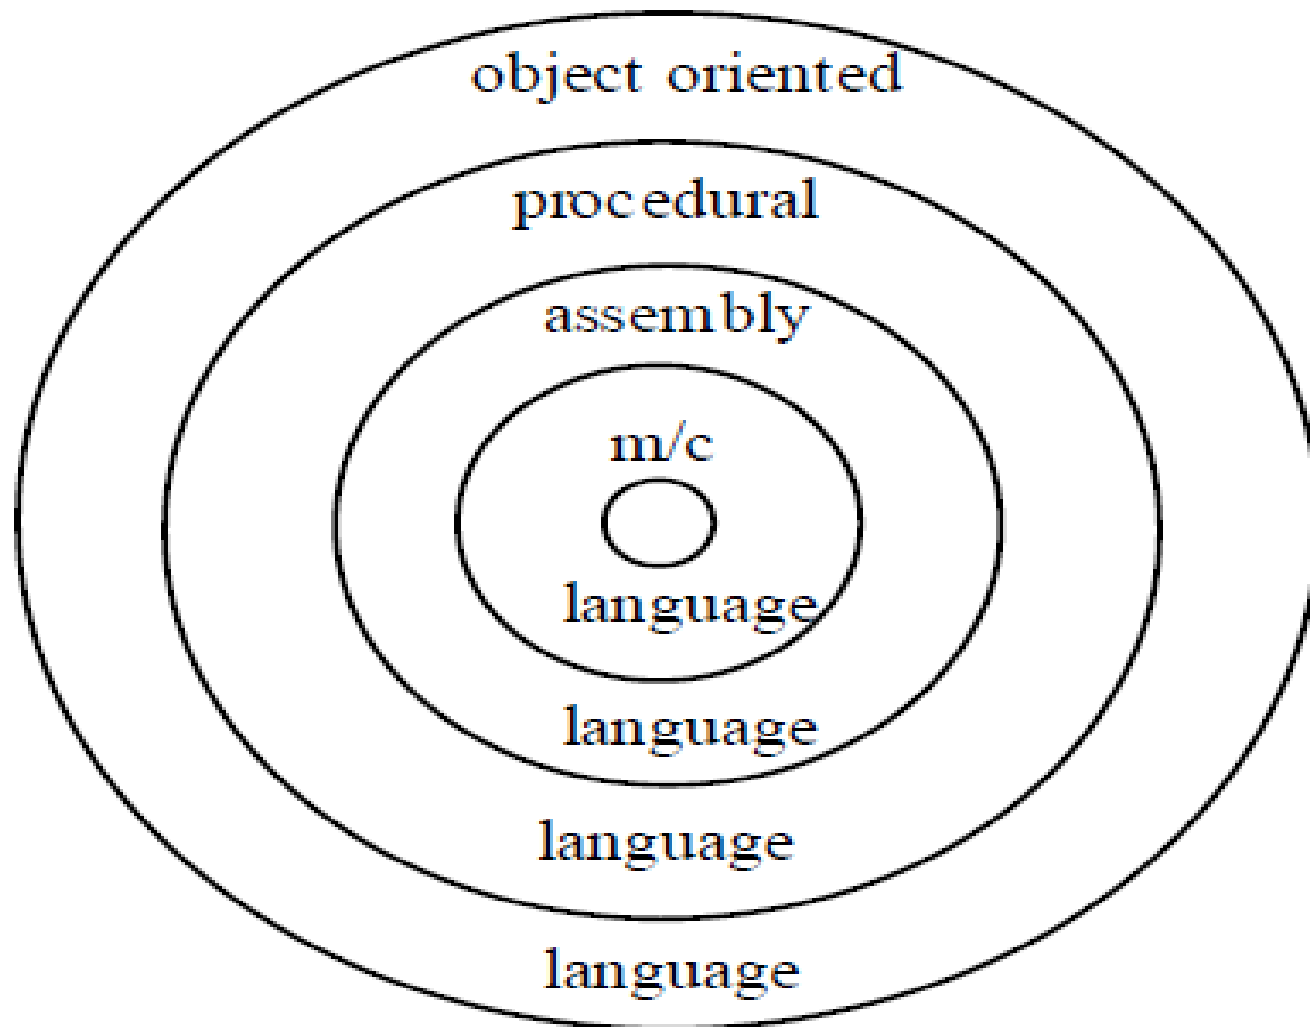 object oriented
procedural
assembly
m/c
language
language
language
language